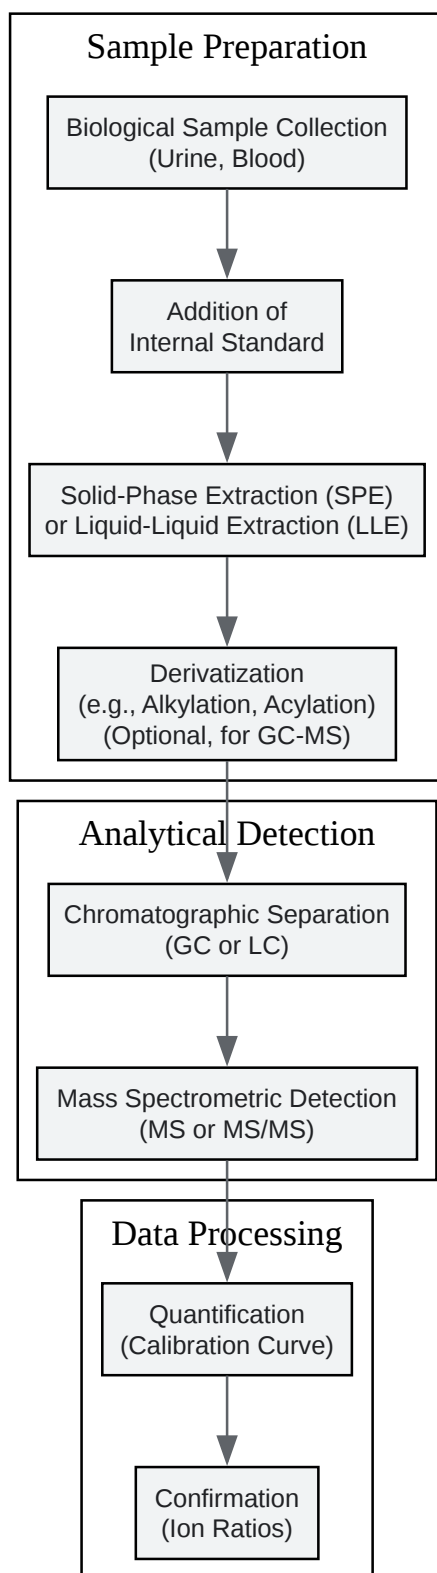 Sample Preparation
Biological Sample Collection
(Urine, Blood)
Addition of
Internal Standard
Solid-Phase Extraction (SPE)
or Liquid-Liquid Extraction (LLE)
Derivatization
(e.g., Alkylation, Acylation)
(Optional, for GC-MS)
Analytical Detection
Chromatographic Separation
(GC or LC)
Mass Spectrometric Detection
(MS or MS/MS)
Data Processing
Quantification
(Calibration Curve)
Confirmation
(Ion Ratios)